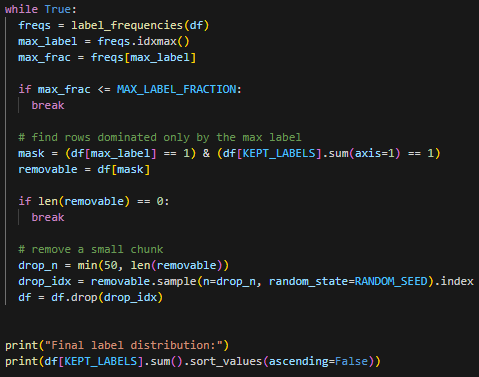 while True:
  freqs = label_frequencies(df)
  max_label = freqs.idxmax()
  max_frac = freqs[max_label]

  if max_frac <= MAX_LABEL_FRACTION:
    break

  # find rows dominated only by the max label
  mask = (df[max_label] == 1) & (df[KEPT_LABELS].sum(axis=1) == 1)
  removable = df[mask]

  if len(removable) == 0:
    break

  # remove a small chunk
  drop_n = min(50, len(removable))
  drop_idx = removable.sample(n=drop_n, random_state=RANDOM_SEED).index
  df = df.drop(drop_idx)


print("Final label distribution:")
print(df[KEPT_LABELS].sum().sort_values(ascending=False))